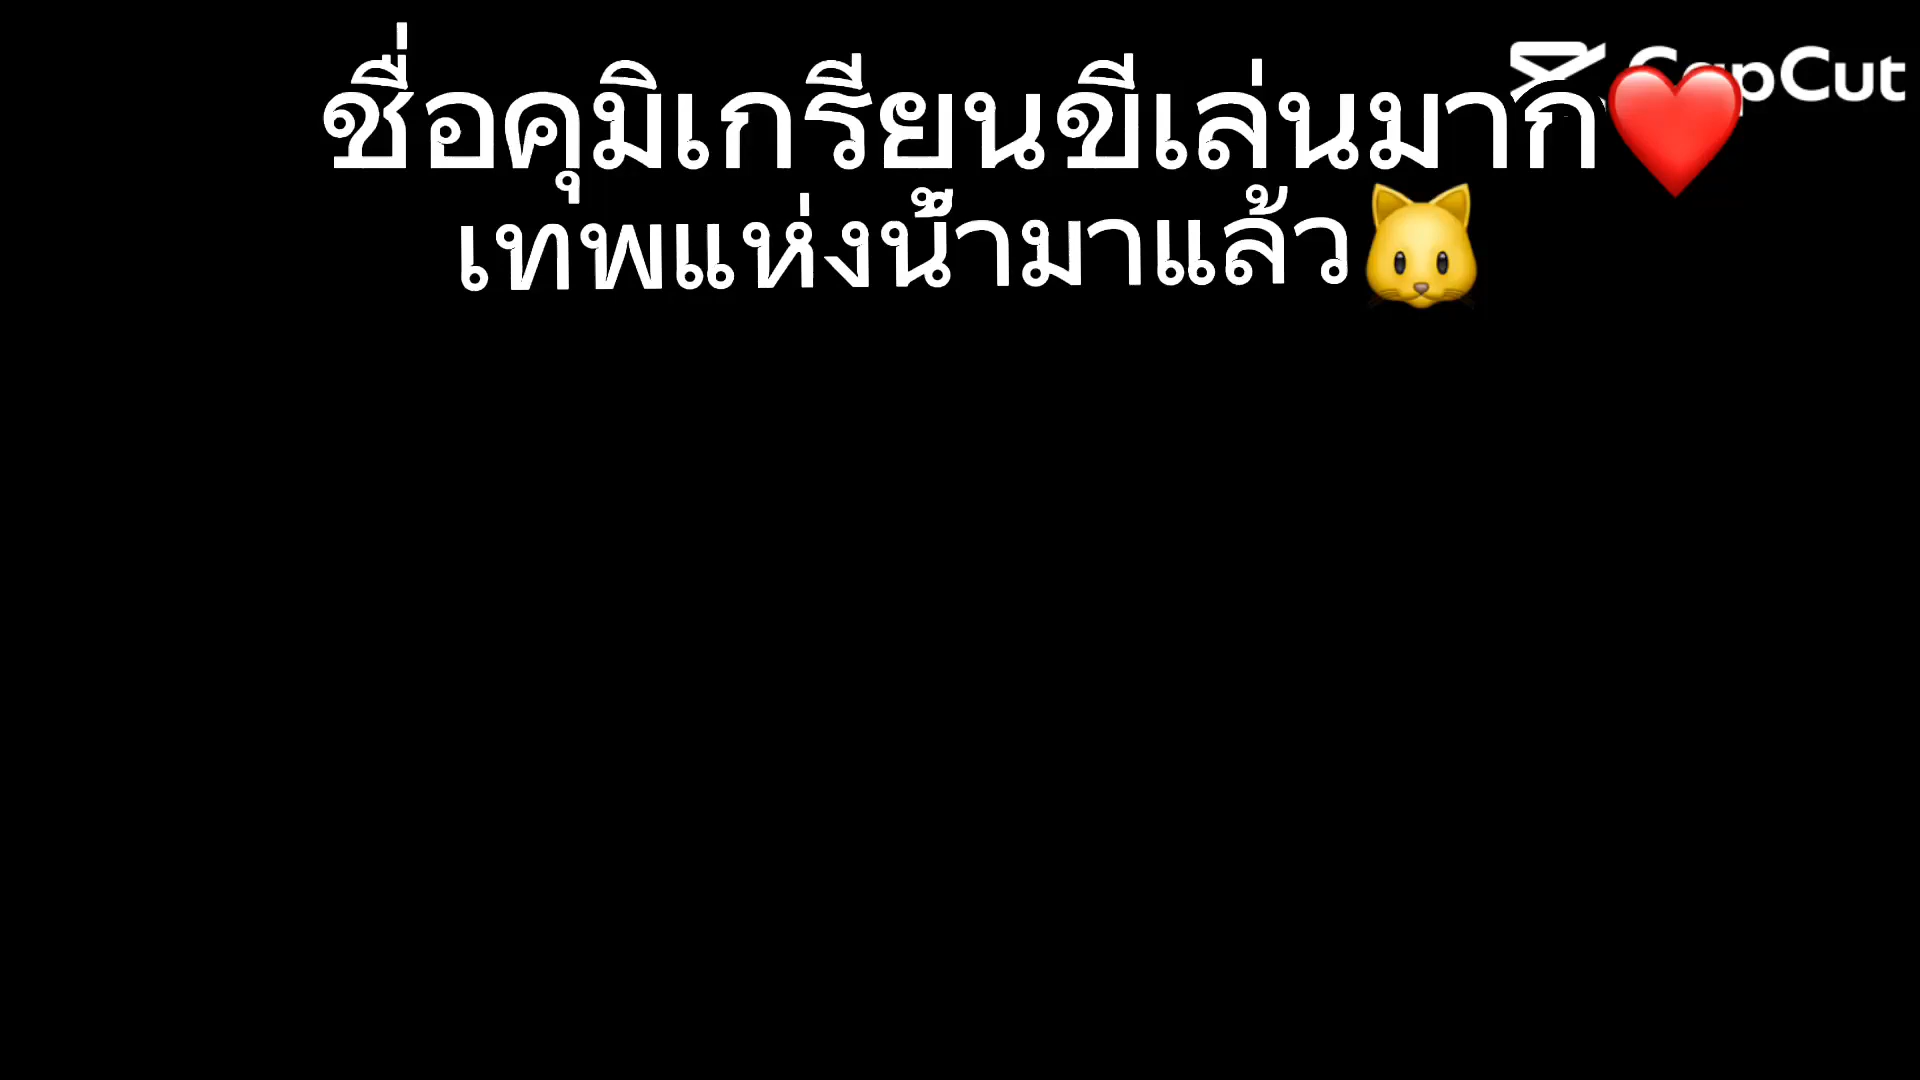 ชื่อคุมิเกรียนขี้เล่นมาก❤️
เทพแห่งน้ำมาแล้ว🐱
CapCut